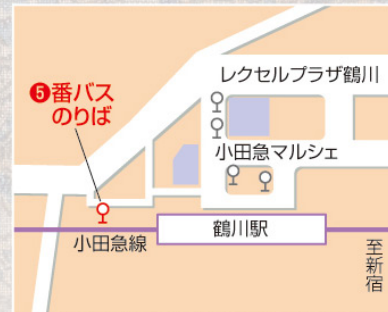 レクセルプラザ鶴川
❺番バス
のりば
小田急マルシェ
小田急線
鶴川駅
至新宿